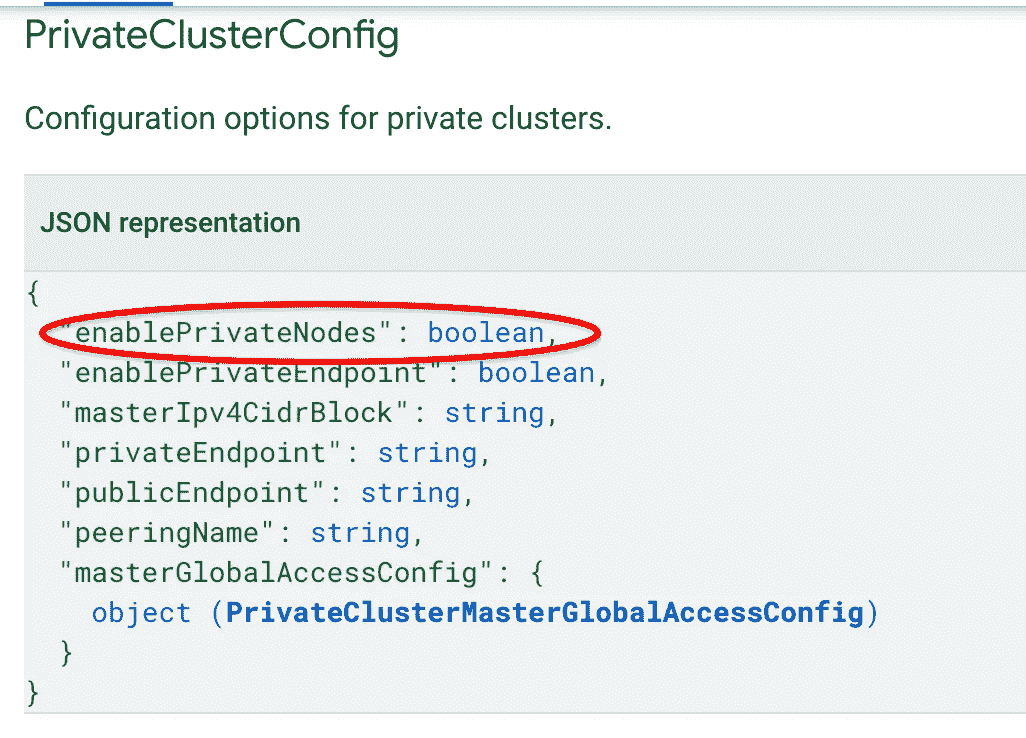 PrivateClusterConfig
Configuration options for private clusters.
JSON representation
{
"enablePrivateNodes": boolean,
"enablePrivateEndpoint": boolean,
"masterIpv4CidrBlock": string,
"privateEndpoint": string,
"publicEndpoint": string,
"peeringName": string,
"masterGlobalAccessConfig": {
object (PrivateClusterMasterGlobalAccessConfig)
}
}